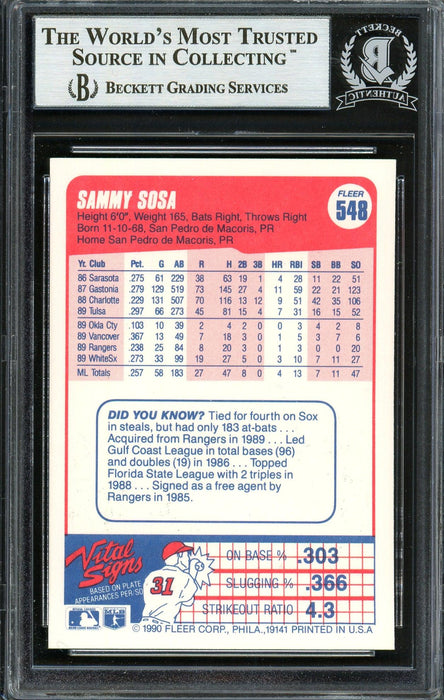 THE WORLD'S MOST TRUSTED
SOURCE IN COLLECTING™
BECKETT GRADING SERVICES
BECKETT
AUTHENTIC
SAMMY SOSA
Height 6'0", Weight 165, Bats Right, Throws Right
Born 11-10-68, San Pedro de Macoris, PR
Home San Pedro de Macoris, PR
FLEER
548
Yr. Club Pct. G AB R H 2B 3B HR RBI SB BB SO
86 Sarasota .275 61 229 38 63 19 1 4 28 11 22 51
87 Gastonia .279 129 519 73 145 27 4 11 59 22 21 123
88 Charlotte .229 131 507 70 116 13 12 9 51 42 35 106
89 Tulsa .297 66 273 45 81 15 4 7 31 16 15 52
89 Okla Cty .103 10 39 2 4 2 0 0 3 4 2 8
89 Vancover .367 13 49 7 18 3 0 1 5 3 7 6
89 Rangers .238 25 84 8 20 3 0 1 3 0 0 20
89 WhiteSx .273 33 99 19 27 5 0 3 10 7 11 27
ML Totals .257 58 183 27 47 8 0 4 13 7 11 47
DID YOU KNOW? Tied for fourth on Sox
in steals, but had only 183 at-bats . . .
Acquired from Rangers in 1989 . . . Led
Gulf Coast League in total bases (96)
and doubles (19) in 1986 . . . Topped
Florida State League with 2 triples in
1988 . . . Signed as a free agent by
Rangers in 1985.
Vital
Signs
BASED ON PLATE
APPEARANCES PER/SO
31
ON BASE % .303
SLUGGING % .366
STRIKEOUT RATIO 4.3
© 1990 FLEER CORP., PHILA., 19141 PRINTED IN U.S.A